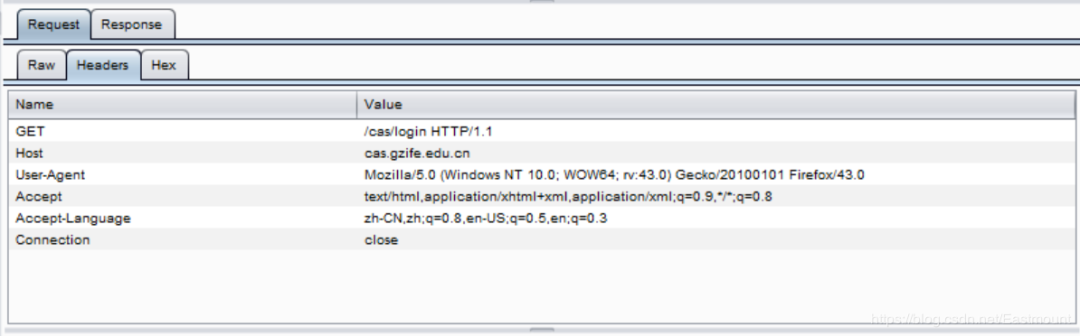 Request Response
Raw Headers Hex
Name Value
GET /cas/login HTTP/1.1
Host cas.gzife.edu.cn
User-Agent Mozilla/5.0 (Windows NT 10.0; WOW64; rv:43.0) Gecko/20100101 Firefox/43.0
Accept text/html,application/xhtml+xml,application/xml;q=0.9,*/*;q=0.8
Accept-Language zh-CN,zh;q=0.8,en-US;q=0.5,en;q=0.3
Connection close
https://blog.csdn.net/Eastmount